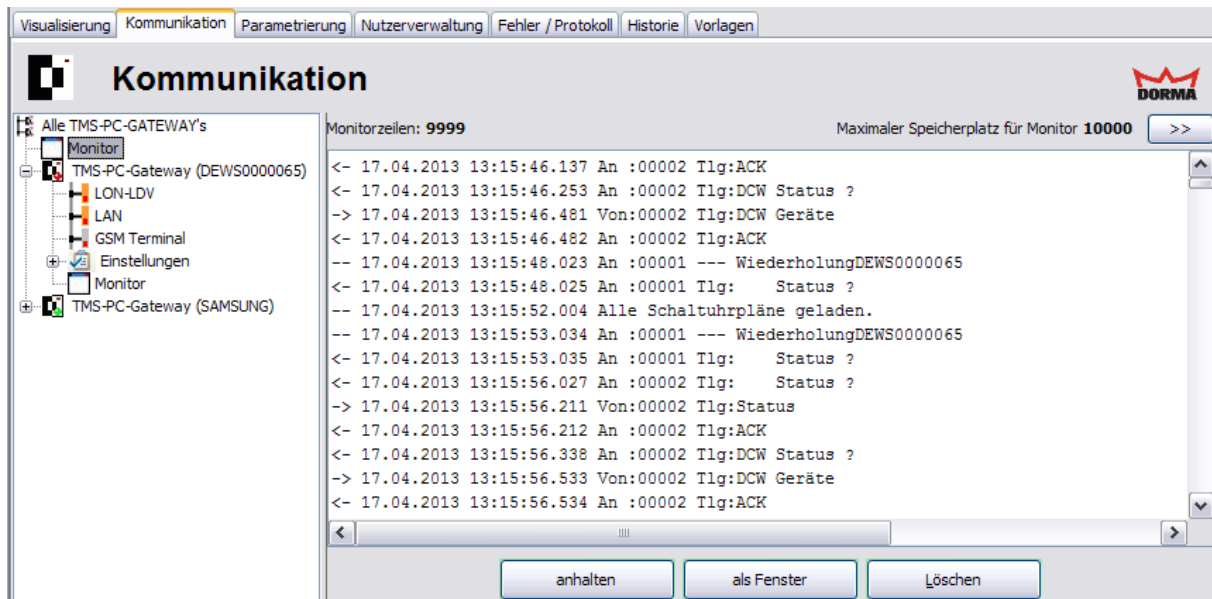 Visualisierung Kommunikation Parametrierung Nutzerverwaltung Fehler / Protokoll Historie Vorlagen
Kommunikation
DORMA
Alle TMS-PC-GATEWAY's
Monitor
TMS-PC-Gateway (DEWS0000065)
LON-LDV
LAN
GSM Terminal
Einstellungen
Monitor
TMS-PC-Gateway (SAMSUNG)
Monitorzeilen: 9999 Maximaler Speicherplatz für Monitor 10000 >>
<- 17.04.2013 13:15:46.137 An :00002 Tlg:ACK
<- 17.04.2013 13:15:46.253 An :00002 Tlg:DCW Status ?
-> 17.04.2013 13:15:46.481 Von:00002 Tlg:DCW Geräte
<- 17.04.2013 13:15:46.482 An :00002 Tlg:ACK
-- 17.04.2013 13:15:48.023 An :00001 --- WiederholungDEWS0000065
<- 17.04.2013 13:15:48.025 An :00001 Tlg:    Status ?
-- 17.04.2013 13:15:52.004 Alle Schaltuhrpläne geladen.
-- 17.04.2013 13:15:53.034 An :00001 --- WiederholungDEWS0000065
<- 17.04.2013 13:15:53.035 An :00001 Tlg:    Status ?
<- 17.04.2013 13:15:56.027 An :00002 Tlg:    Status ?
-> 17.04.2013 13:15:56.211 Von:00002 Tlg:Status
<- 17.04.2013 13:15:56.212 An :00002 Tlg:ACK
<- 17.04.2013 13:15:56.338 An :00002 Tlg:DCW Status ?
-> 17.04.2013 13:15:56.533 Von:00002 Tlg:DCW Geräte
<- 17.04.2013 13:15:56.534 An :00002 Tlg:ACK
anhalten als Fenster Löschen